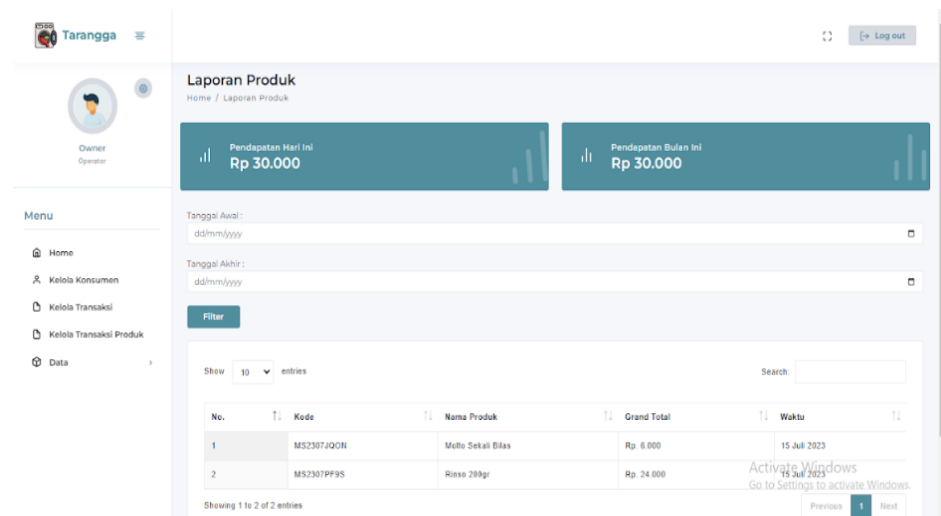 Tarangga
Log out
Owner
Operator
Menu
Home
Kelola Konsumen
Kelola Transaksi
Kelola Transaksi Produk
Data
Laporan Produk
Home / Laporan Produk
Pendapatan Hari Ini
Rp 30.000
Pendapatan Bulan Ini
Rp 30.000
Tanggal Awal :
dd/mm/yyyy
Tanggal Akhir :
dd/mm/yyyy
Filter
Show 10 entries
Search:
No. Kode Nama Produk Grand Total Waktu
1 MS2307JQON Molto Sekali Bilas Rp. 6.000 15 Juli 2023
2 MS2307PF9S Rinso 289gr Rp. 24.000 15 Juli 2023
Activate Windows
Go to Settings to activate Windows.
Showing 1 to 2 of 2 entries
Previous 1 Next